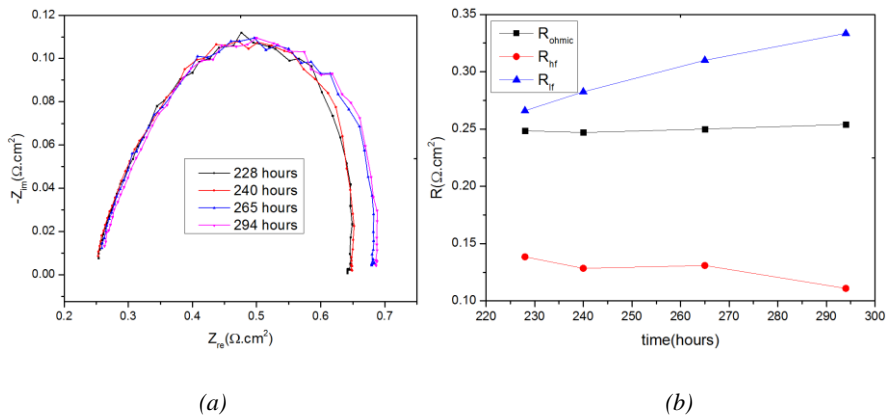 0.12
0.10
0.08
0.06
0.04
0.02
0.00
-Z_im(Ω.cm²)
228 hours
240 hours
265 hours
294 hours
0.2 0.3 0.4 0.5 0.6 0.7
Z_re(Ω.cm²)
(a)
0.35
0.30
0.25
0.20
0.15
0.10
R(Ω.cm²)
R_ohmic
R_hf
R_lf
220 230 240 250 260 270 280 290 300
time(hours)
(b)